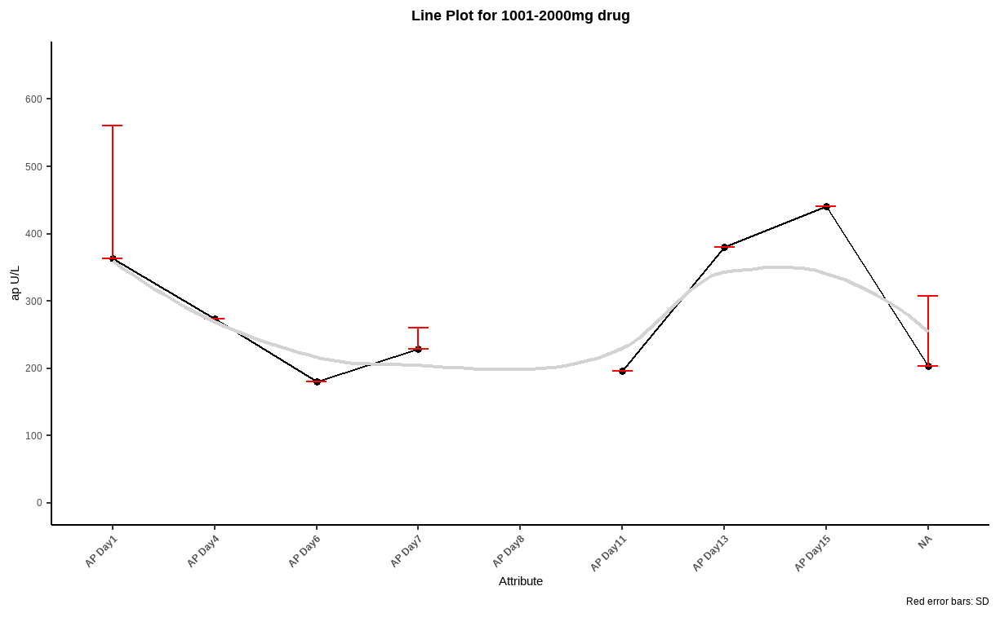 Line Plot for 1001-2000mg drug
ap U/L
600
500
400
300
200
100
0
AP Day1
AP Day4
AP Day6
AP Day7
AP Day8
AP Day11
AP Day13
AP Day15
NA
Attribute
Red error bars: SD